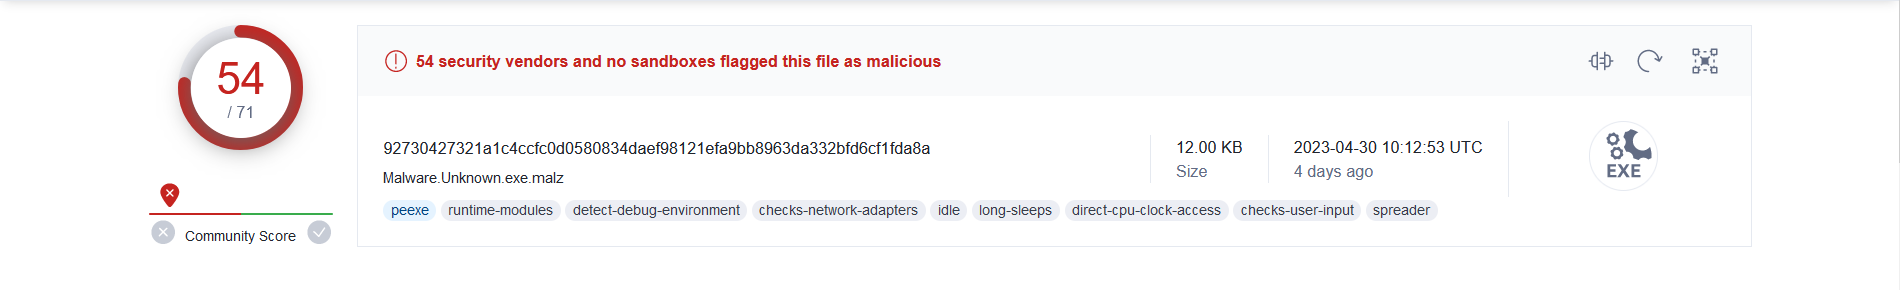 54
/ 71
Community Score
54 security vendors and no sandboxes flagged this file as malicious
92730427321a1c4ccfc0d0580834daef98121efa9bb8963da332bfd6cf1fda8a
Malware.Unknown.exe.malz
peexe runtime-modules detect-debug-environment checks-network-adapters idle long-sleeps direct-cpu-clock-access checks-user-input spreader
12.00 KB
Size
2023-04-30 10:12:53 UTC
4 days ago
EXE